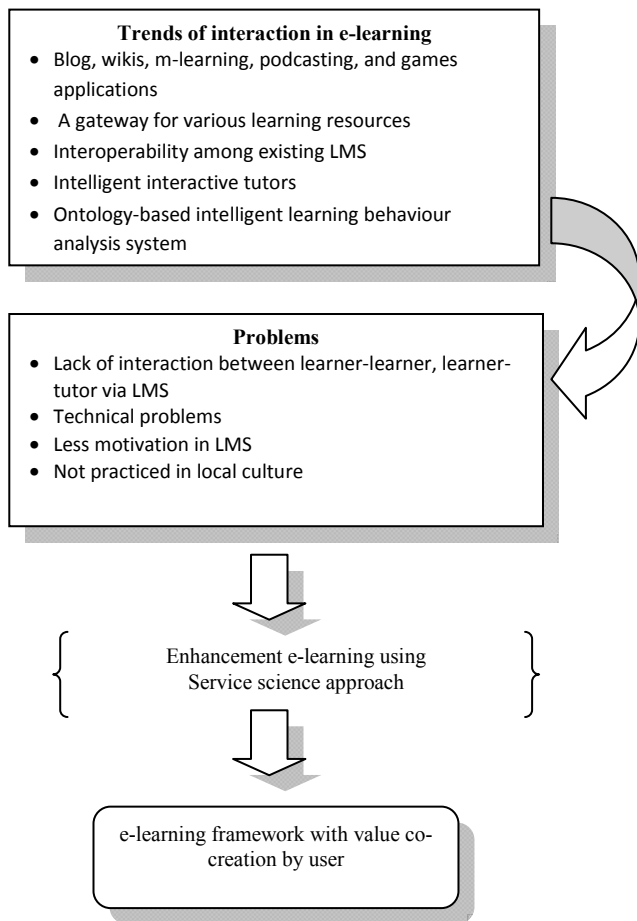 Trends of interaction in e-learning
• Blog, wikis, m-learning, podcasting, and games
applications
• A gateway for various learning resources
• Interoperability among existing LMS
• Intelligent interactive tutors
• Ontology-based intelligent learning behaviour
analysis system
Problems
• Lack of interaction between learner-learner, learner-
tutor via LMS
• Technical problems
• Less motivation in LMS
• Not practiced in local culture
Enhancement e-learning using
Service science approach
e-learning framework with value co-
creation by user